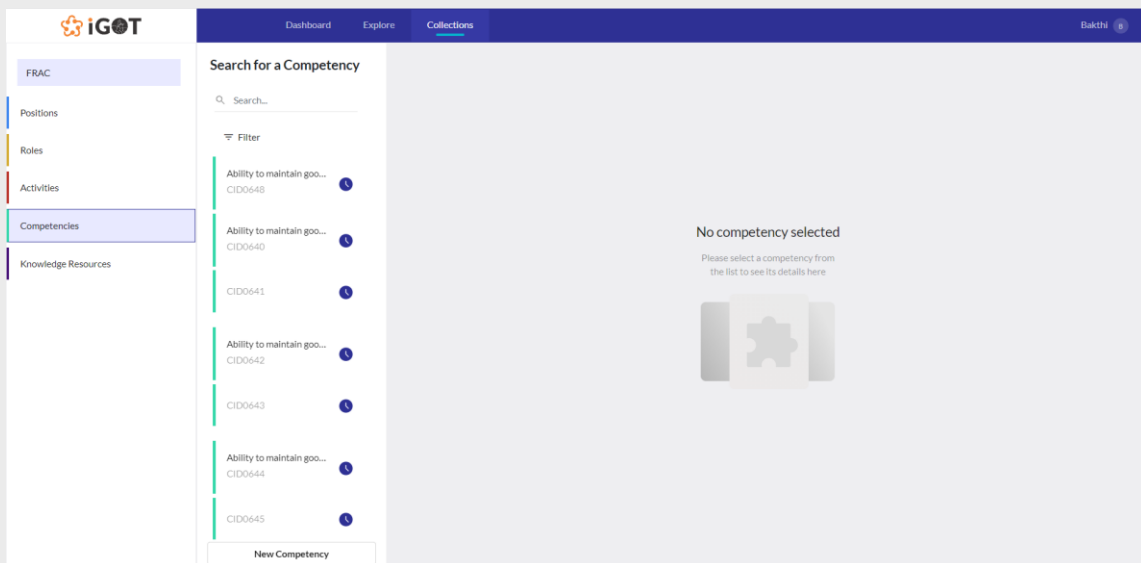 iGOT
Dashboard
Explore
Collections
Bakthi
B
FRAC
Positions
Roles
Activities
Competencies
Knowledge Resources
Search for a Competency
Search...
Filter
Ability to maintain goo...
CID0648
Ability to maintain goo...
CID0640
CID0641
Ability to maintain goo...
CID0642
CID0643
Ability to maintain goo...
CID0644
CID0645
New Competency
No competency selected
Please select a competency from
the list to see its details here